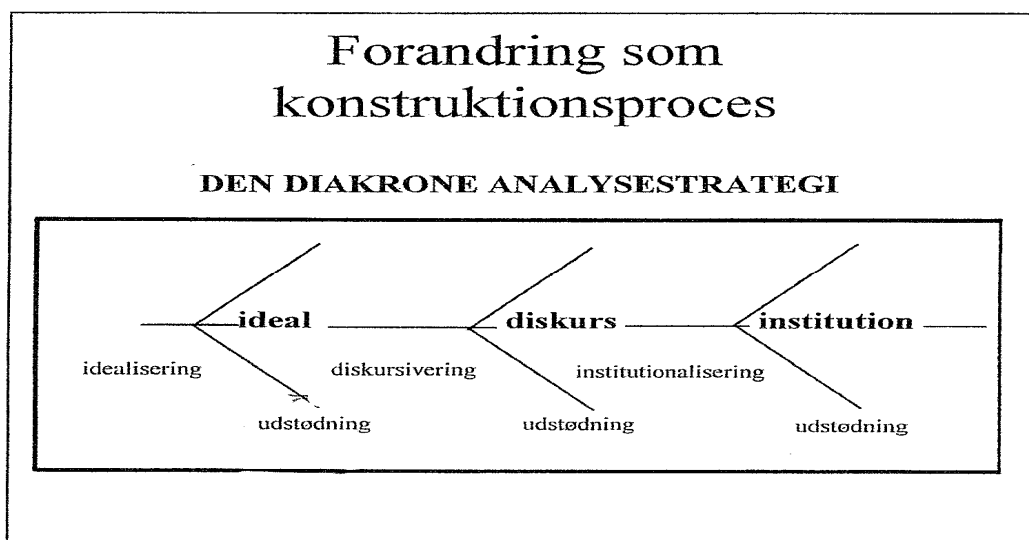 Forandring som
konstruktionsproces
DEN DIAKRONE ANALYSESTRATEGI
ideal diskurs institution
idealisering diskursivering institutionalisering
udstødning udstødning udstødning